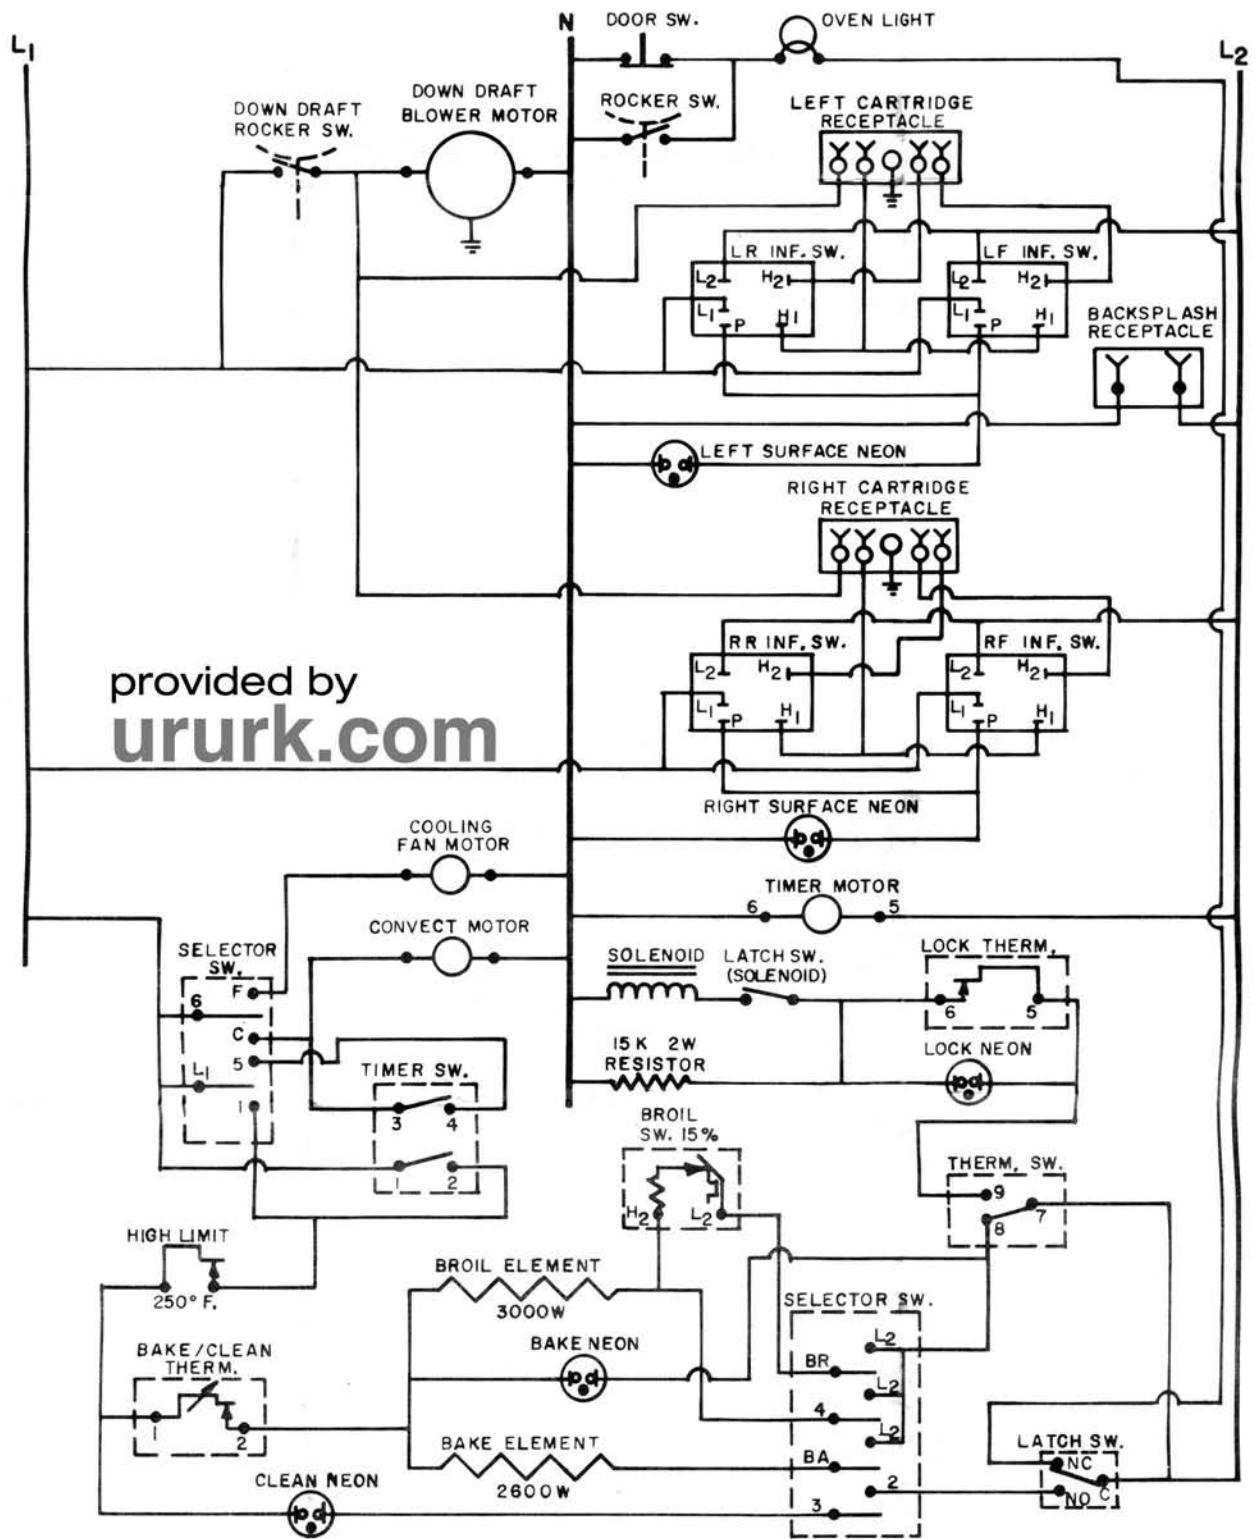 L1
N
L2
DOOR SW.
OVEN LIGHT
DOWN DRAFT
ROCKER SW.
DOWN DRAFT
BLOWER MOTOR
ROCKER SW.
LEFT CARTRIDGE
RECEPTACLE
LR INF. SW.
LF INF. SW.
L2 H2
L1 P H1
L2 H2
L1 P H1
BACKSPLASH
RECEPTACLE
LEFT SURFACE NEON
RIGHT CARTRIDGE
RECEPTACLE
RR INF. SW.
RF INF. SW.
L2 H2
L1 P H1
L2 H2
L1 P H1
provided by
ururk.com
RIGHT SURFACE NEON
COOLING
FAN MOTOR
TIMER MOTOR
6 5
CONVECT MOTOR
SELECTOR
SW.
F
6
C
5
L1
1
SOLENOID
LATCH SW.
(SOLENOID)
LOCK THERM.
6 5
15K 2W
RESISTOR
LOCK NEON
TIMER SW.
3 4
1 2
BROIL
SW. 15%
H2 L2
THERM. SW.
9
7
8
HIGH LIMIT
250° F.
BROIL ELEMENT
3000W
SELECTOR SW.
L2
BR
L2
4
L2
BA
2
3
BAKE NEON
BAKE/CLEAN
THERM.
1 2
BAKE ELEMENT
2600W
LATCH SW.
NC
NO C
CLEAN NEON